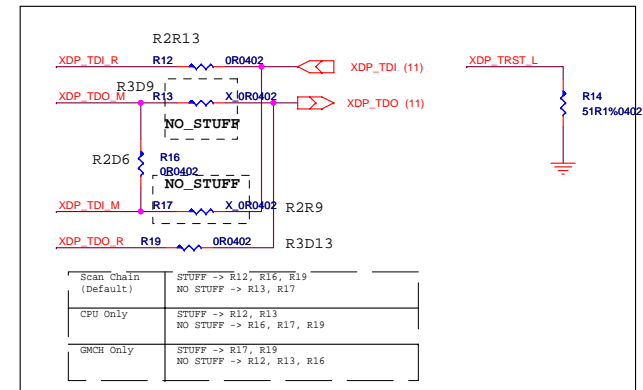 R2R13
XDP_TDI_R R12 0R0402 XDP_TDI (11) XDP_TRST_L
R3D9
XDP_TDO_M R13 X_0R0402 XDP_TDO (11)
R14
51R1%0402
NO_STUFF
R2D6 R16
0R0402
NO_STUFF
XDP_TDI_M R17 X_0R0402 R2R9
XDP_TDO_R R19 0R0402 R3D13
Scan Chain STUFF -> R12, R16, R19
(Default) NO STUFF -> R13, R17
CPU Only STUFF -> R12, R13
NO STUFF -> R16, R17, R19
GMCH Only STUFF -> R17, R19
NO STUFF -> R12, R13, R16